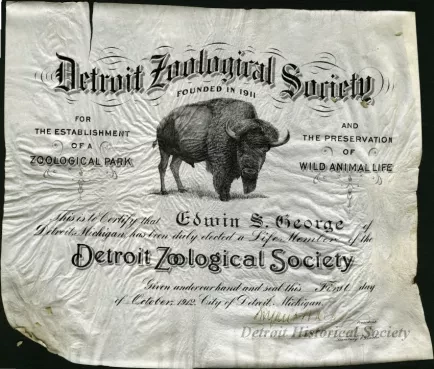 Detroit Zoological Society
FOUNDED IN 1911
FOR
THE ESTABLISHMENT
OF A
ZOOLOGICAL PARK
AND
THE PRESERVATION
OF
WILD ANIMAL LIFE
This is to Certify that Edwin S. George of
Detroit, Michigan, has been duly elected a Life Member of the
Detroit Zoological Society
Given under our hand and seal this First day
of October, 1912, City of Detroit, Michigan
Detroit Historical Society